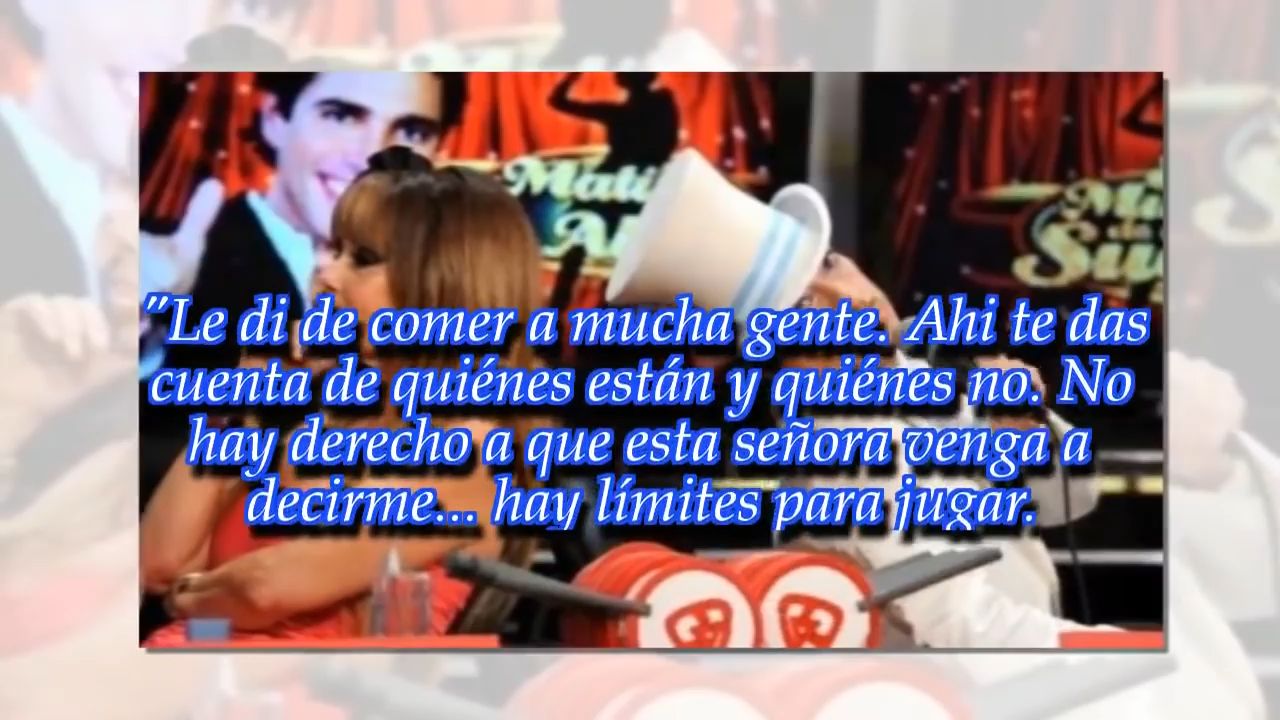 "Le di de comer a mucha gente. Ahi te das
cuenta de quiénes están y quiénes no. No
hay derecho a que esta señora venga a
decirme... hay límites para jugar.